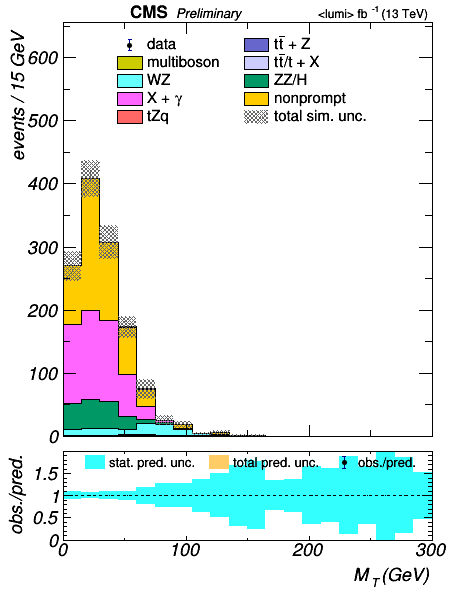 CMS Preliminary <lumi> fb⁻¹ (13 TeV)
events / 15 GeV
data
multiboson
WZ
X + γ
tZq
tt̄ + Z
tt̄/t + X
ZZ/H
nonprompt
total sim. unc.
600
500
400
300
200
100
0
obs./pred.
stat. pred. unc. total pred. unc. obs./pred.
1.5
1
0.5
0
0 100 200 300
M_T (GeV)